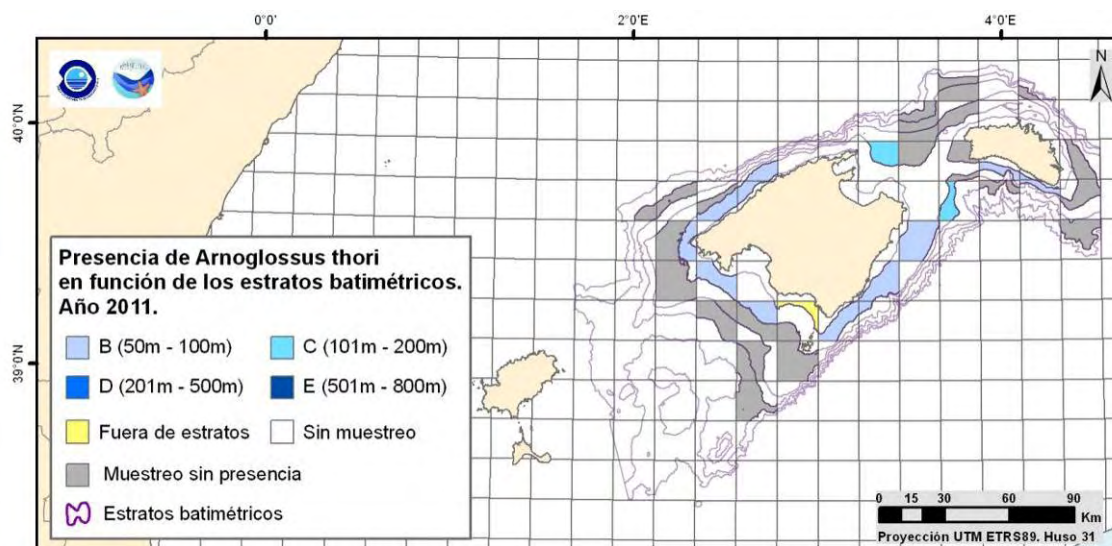 0°0'
2°0'E
4°0'E
40°0'N
39°0'N
N
Presencia de Arnoglossus thori
en función de los estratos batimétricos.
Año 2011.
B (50m - 100m)
C (101m - 200m)
D (201m - 500m)
E (501m - 800m)
Fuera de estratos
Sin muestreo
Muestreo sin presencia
Estratos batimétricos
0 15 30 60 90
Km
Proyección UTM ETRS89. Huso 31